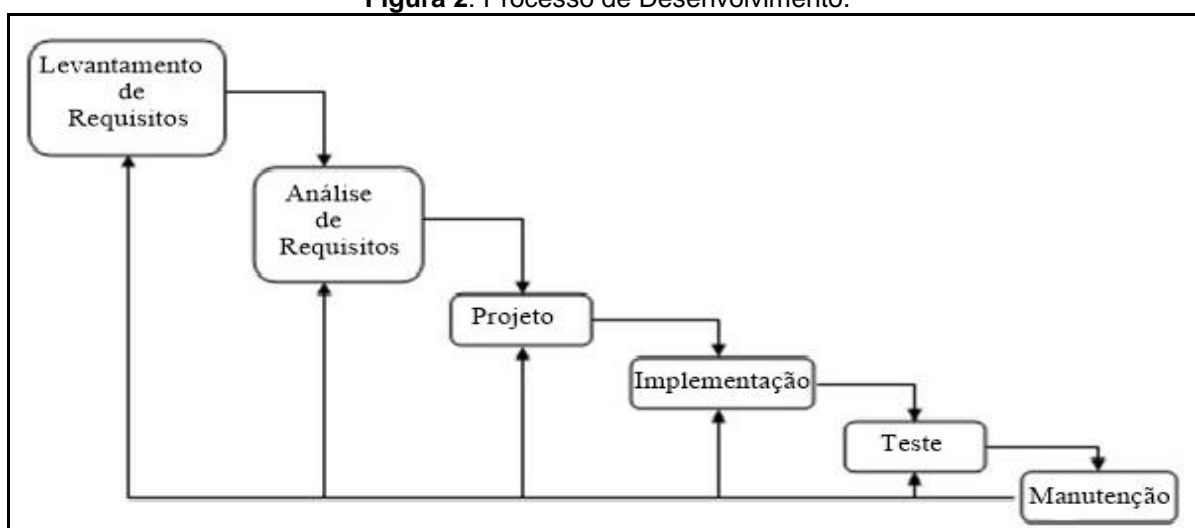 Figura 2. Processo de Desenvolvimento.
Levantamento
de
Requisitos
Análise
de
Requisitos
Projeto
Implementação
Teste
Manutenção